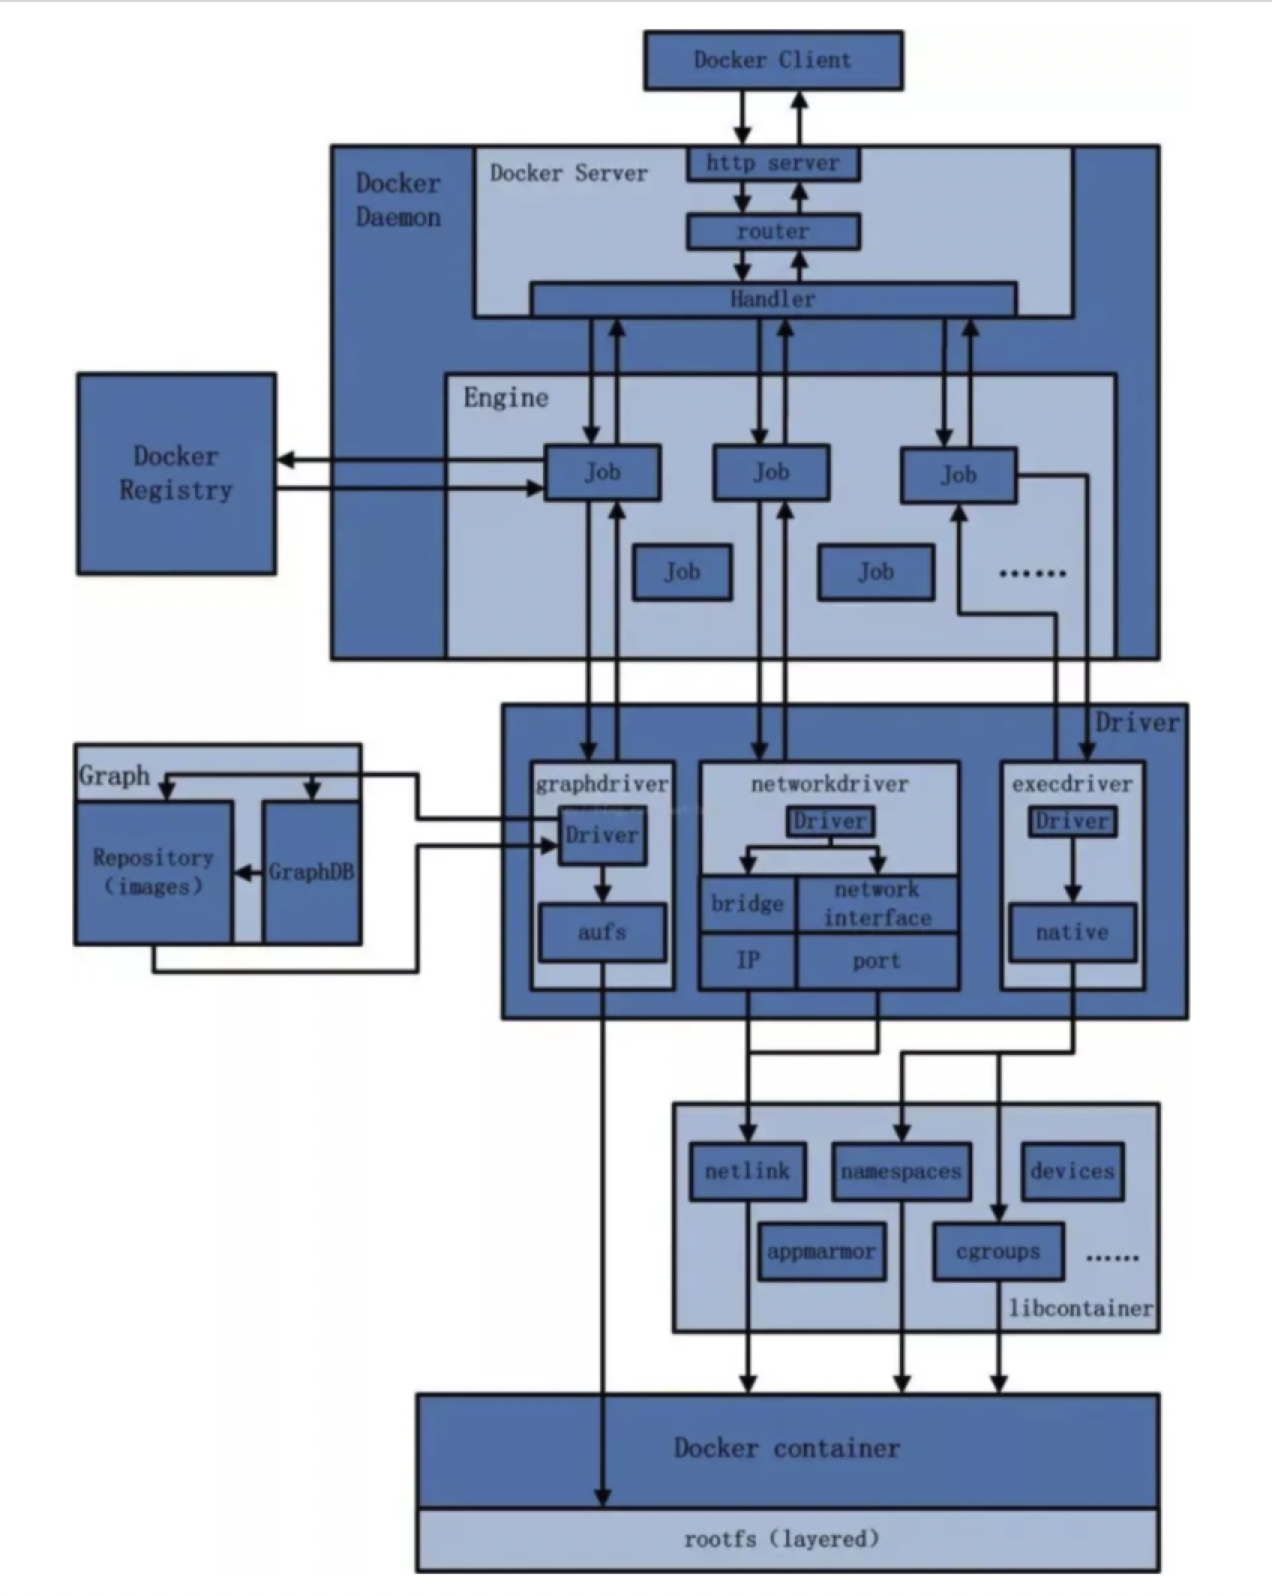 Docker Client
Docker
Daemon
Docker Server
http server
router
Handler
Docker
Registry
Engine
Job
Job
Job
Job
Job
......
Driver
Graph
Repository
（images）
GraphDB
graphdriver
Driver
aufs
networkdriver
Driver
bridge
network
interface
IP
port
execdriver
Driver
native
netlink
namespaces
devices
appmarmor
cgroups
......
libcontainer
Docker container
rootfs（layered）